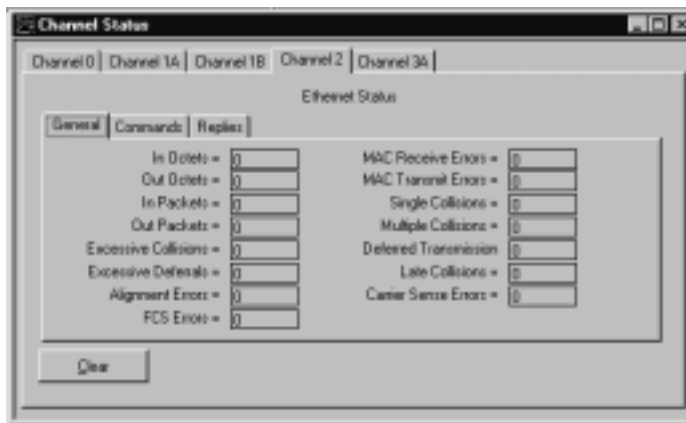 Channel Status
Channel 0 Channel 1A Channel 1B Channel 2 Channel 3A
Ethernet Status
General Commands Replies
In Octets = 0 MAC Receive Errors = 0
Out Octets = 0 MAC Transmit Errors = 0
In Packets = 0 Single Collisions = 0
Out Packets = 0 Multiple Collisions = 0
Excessive Collisions = 0 Deferred Transmission 0
Excessive Deferrals = 0 Late Collisions = 0
Alignment Errors = 0 Carrier Sense Errors = 0
FCS Errors = 0
Clear